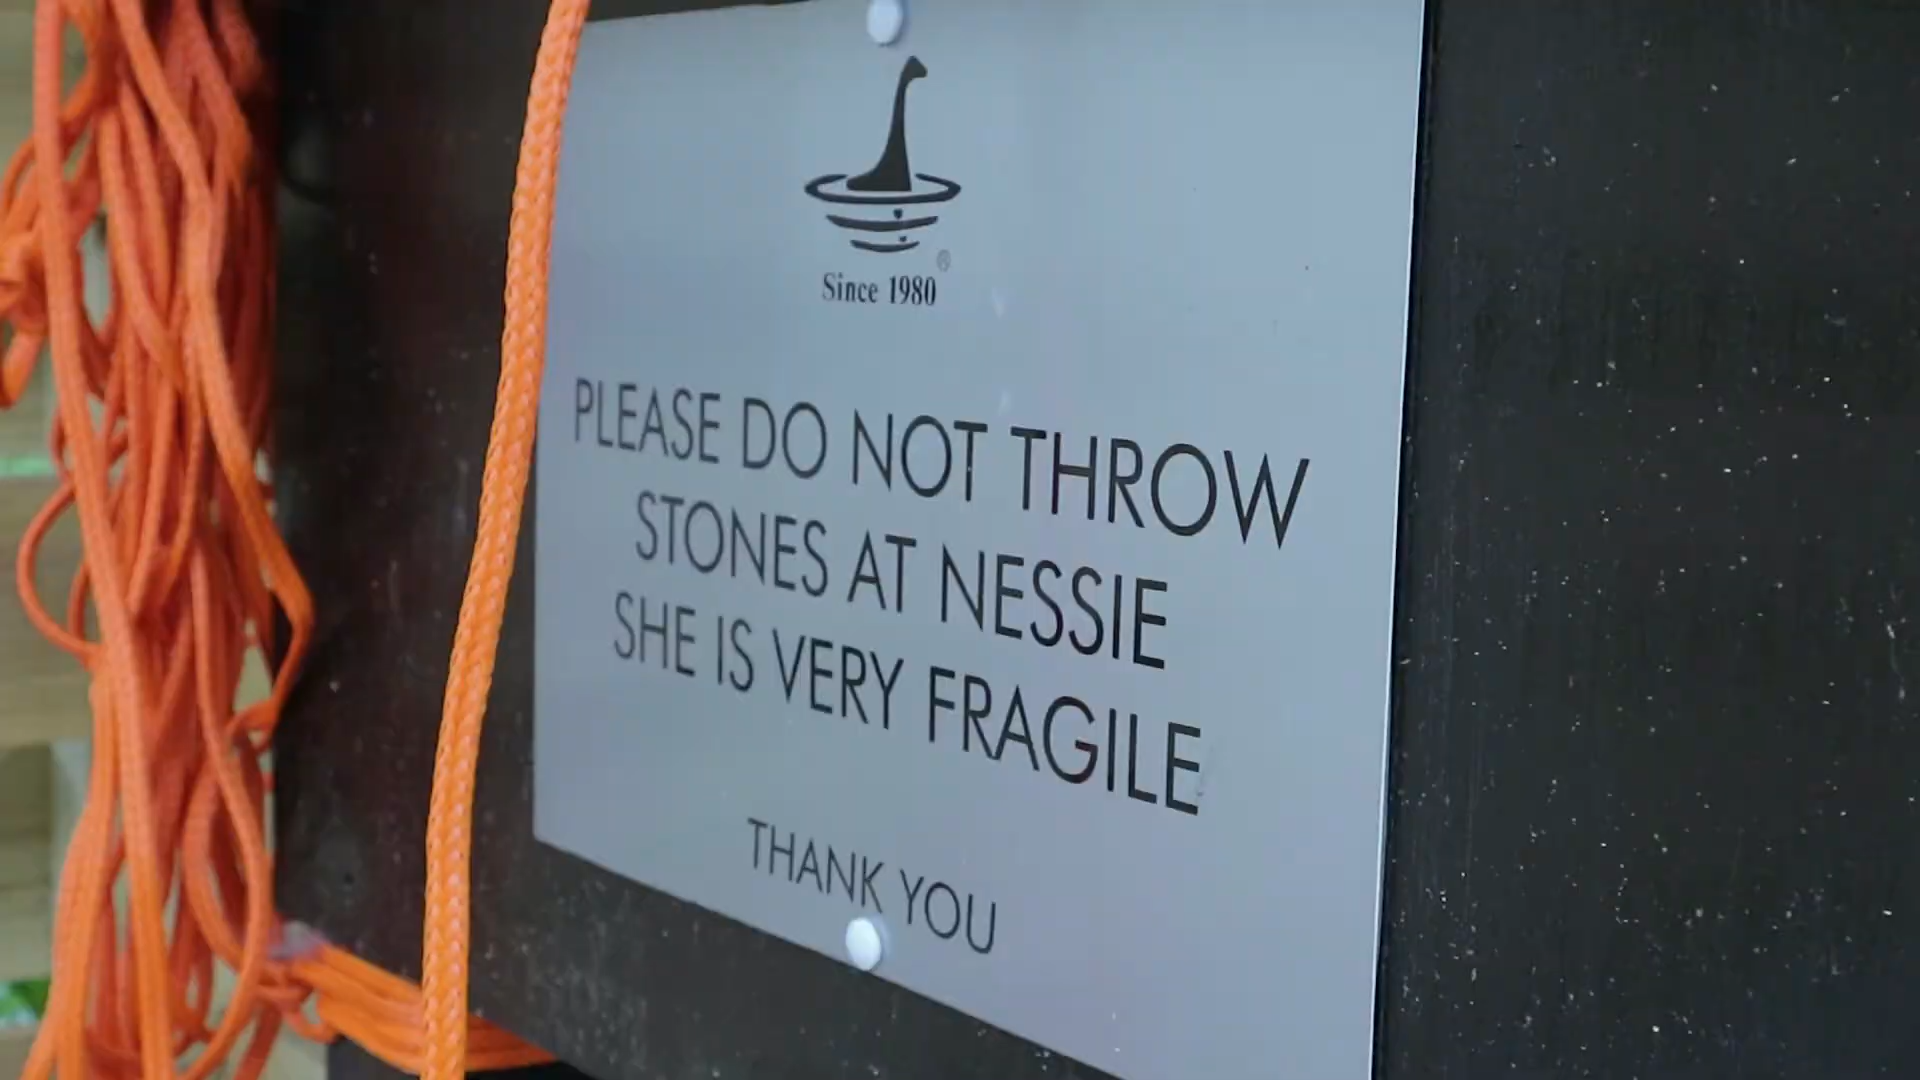 ®
Since 1980
PLEASE DO NOT THROW
STONES AT NESSIE
SHE IS VERY FRAGILE
THANK YOU